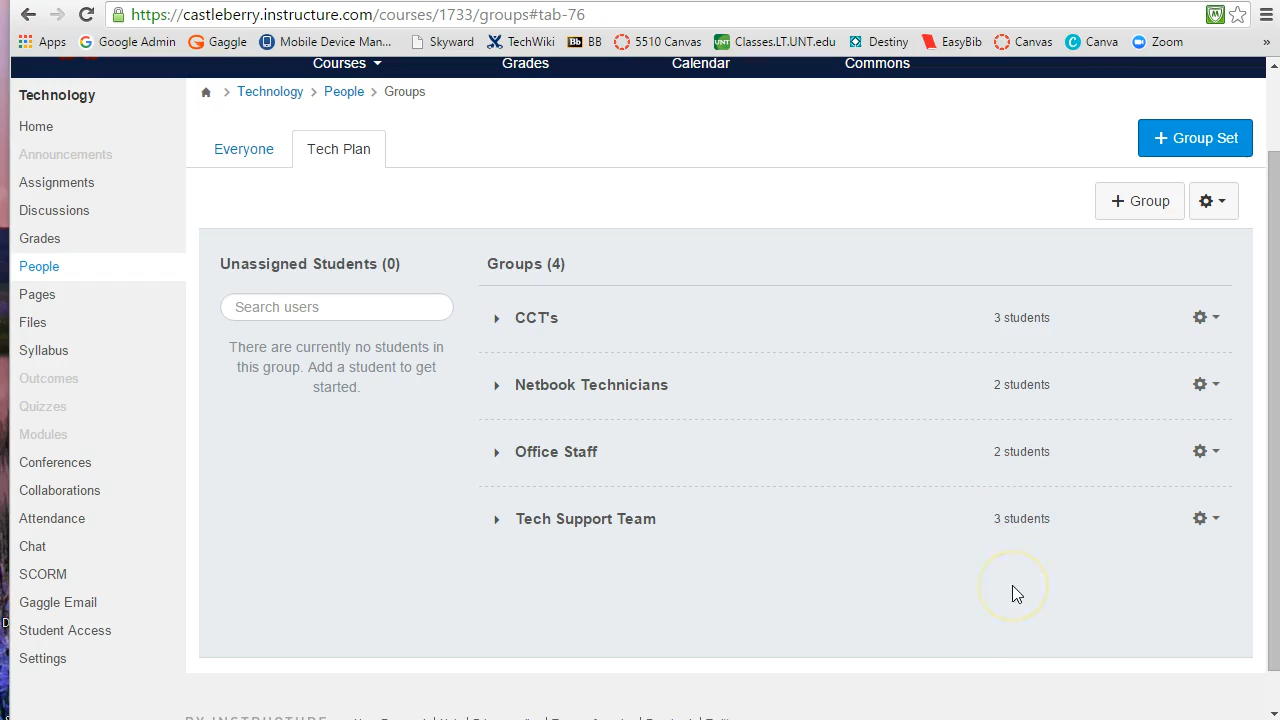 https://castleberry.instructure.com/courses/1733/groups#tab-76
Apps Google Admin Gaggle Mobile Device Man... Skyward TechWiki BB 5510 Canvas Classes.LT.UNT.edu Destiny EasyBib Canvas Canva Zoom »
Courses Grades Calendar Commons
Technology
Home
Announcements
Assignments
Discussions
Grades
People
Pages
Files
Syllabus
Outcomes
Quizzes
Modules
Conferences
Collaborations
Attendance
Chat
SCORM
Gaggle Email
Student Access
Settings
Technology > People > Groups
Everyone Tech Plan
+ Group Set
+ Group
Unassigned Students (0)
Search users
There are currently no students in
this group. Add a student to get
started.
Groups (4)
CCT's 3 students
Netbook Technicians 2 students
Office Staff 2 students
Tech Support Team 3 students
BY INSTRUCTURE